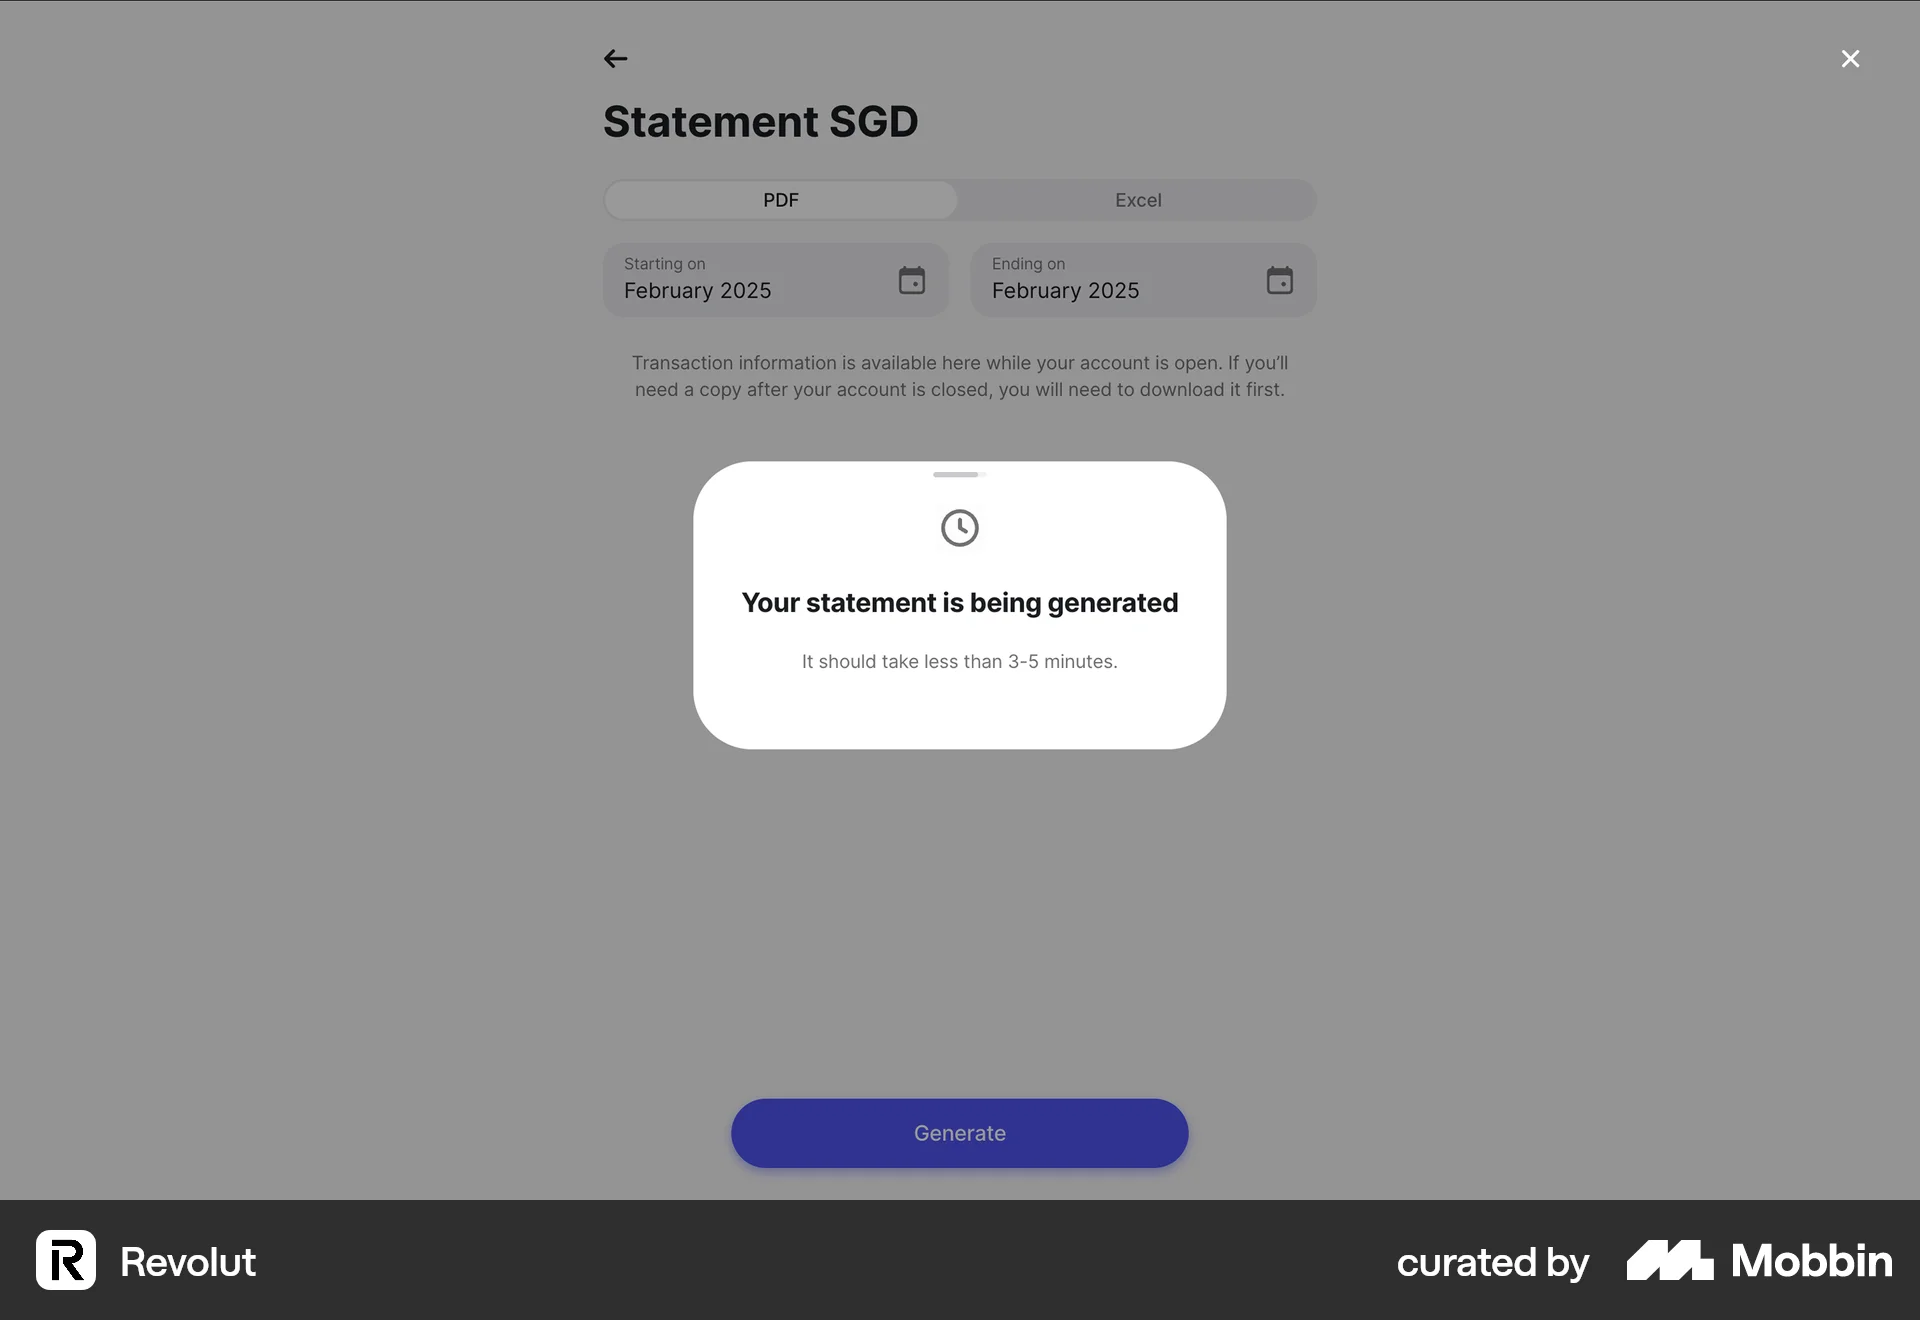 Statement SGD
PDF
Excel
Starting on
February 2025
Ending on
February 2025
Transaction information is available here while your account is open. If you’ll
need a copy after your account is closed, you will need to download it first.
Your statement is being generated
It should take less than 3-5 minutes.
Generate
Revolut
curated by
Mobbin